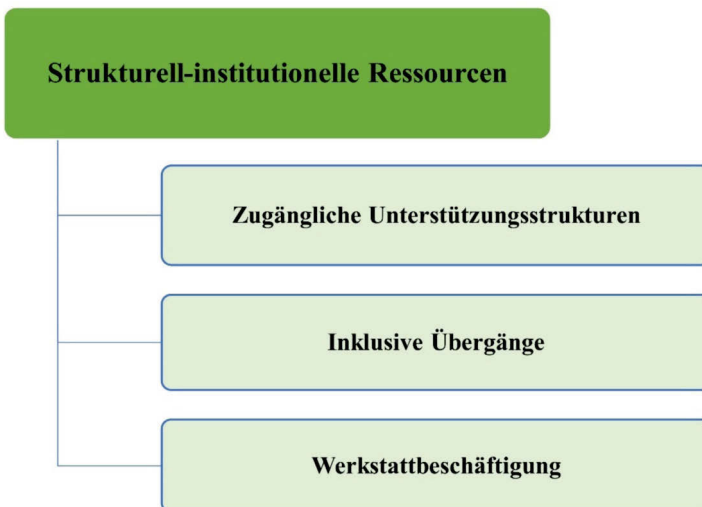 Strukturell-institutionelle Ressourcen
Zugängliche Unterstützungsstrukturen
Inklusive Übergänge
Werkstattbeschäftigung